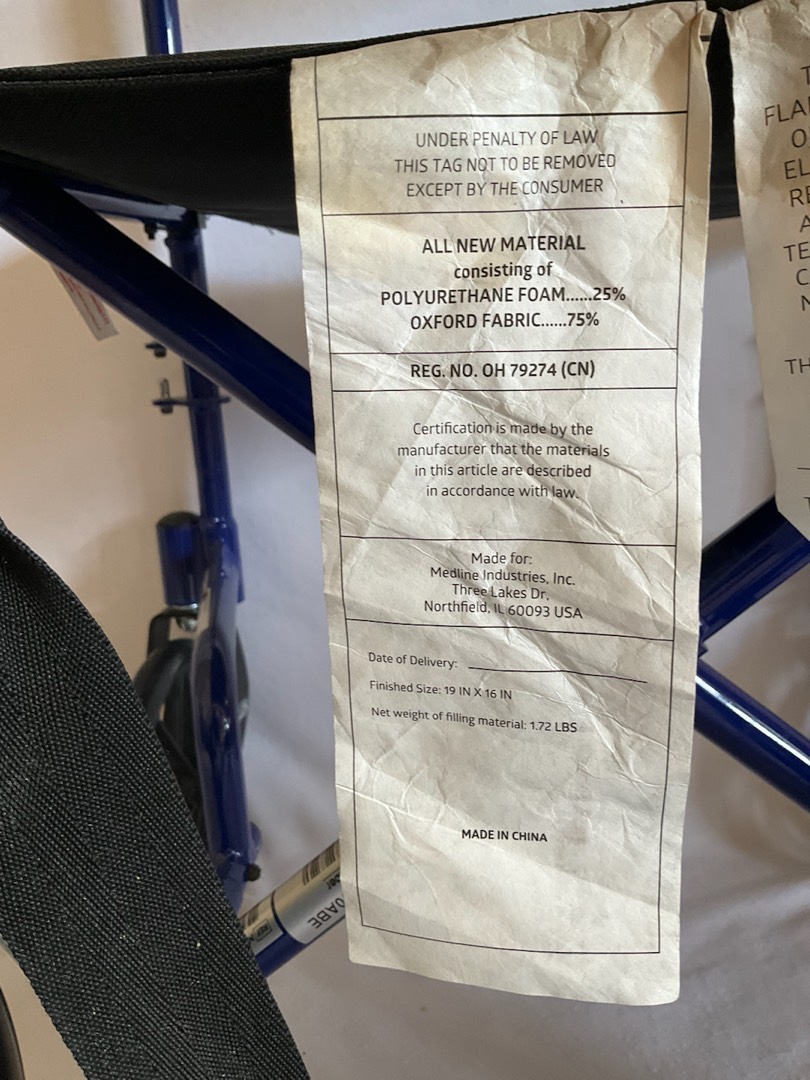 UNDER PENALTY OF LAW
THIS TAG NOT TO BE REMOVED
EXCEPT BY THE CONSUMER
ALL NEW MATERIAL
consisting of
POLYURETHANE FOAM......25%
OXFORD FABRIC......75%
REG. NO. OH 79274 (CN)
Certification is made by the
manufacturer that the materials
in this article are described
in accordance with law.
Made for:
Medline Industries, Inc.
Three Lakes Dr,
Northfield, IL 60093 USA
Date of Delivery:
Finished Size: 19 IN X 16 IN
Net weight of filling material: 1.72 LBS
MADE IN CHINA